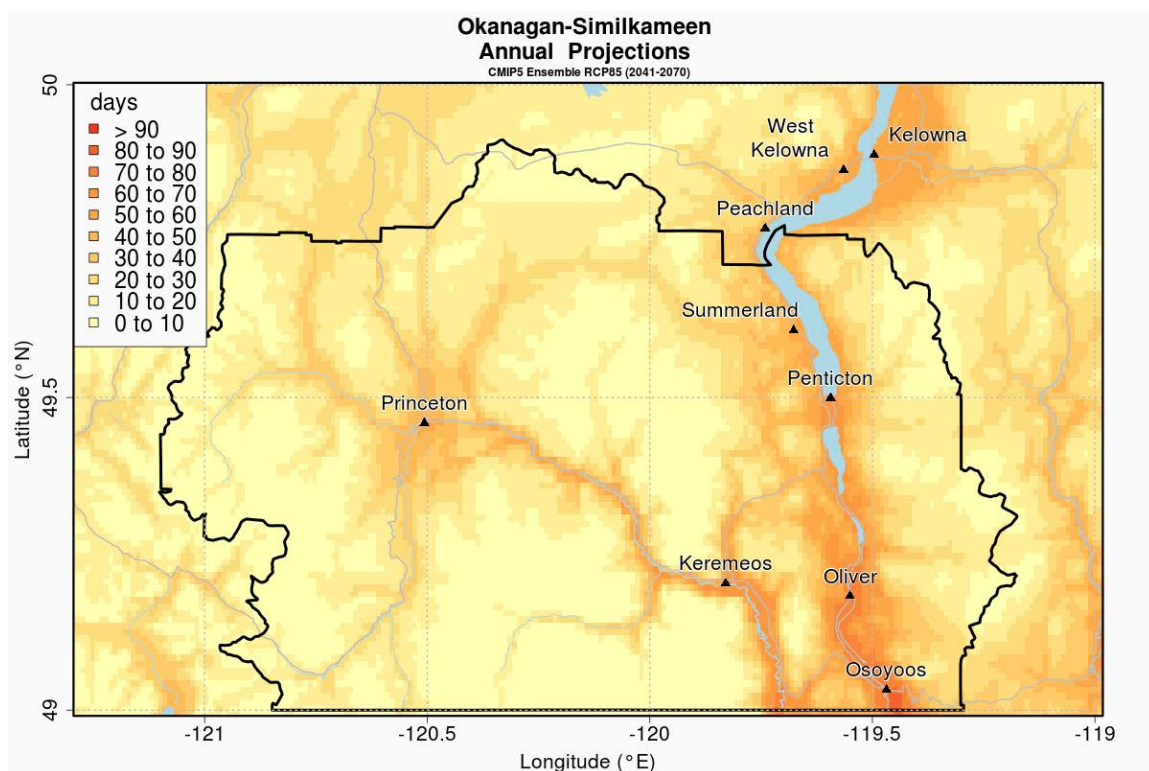 Okanagan-Similkameen
Annual Projections
CMIP5 Ensemble RCP85 (2041-2070)
50
days
> 90
80 to 90
70 to 80
60 to 70
50 to 60
40 to 50
30 to 40
20 to 30
10 to 20
0 to 10
West
Kelowna
Kelowna
Peachland
Summerland
Penticton
Princeton
Keremeos
Oliver
Osoyoos
49.5
49
Latitude (°N)
-121
-120.5
-120
-119.5
-119
Longitude (°E)